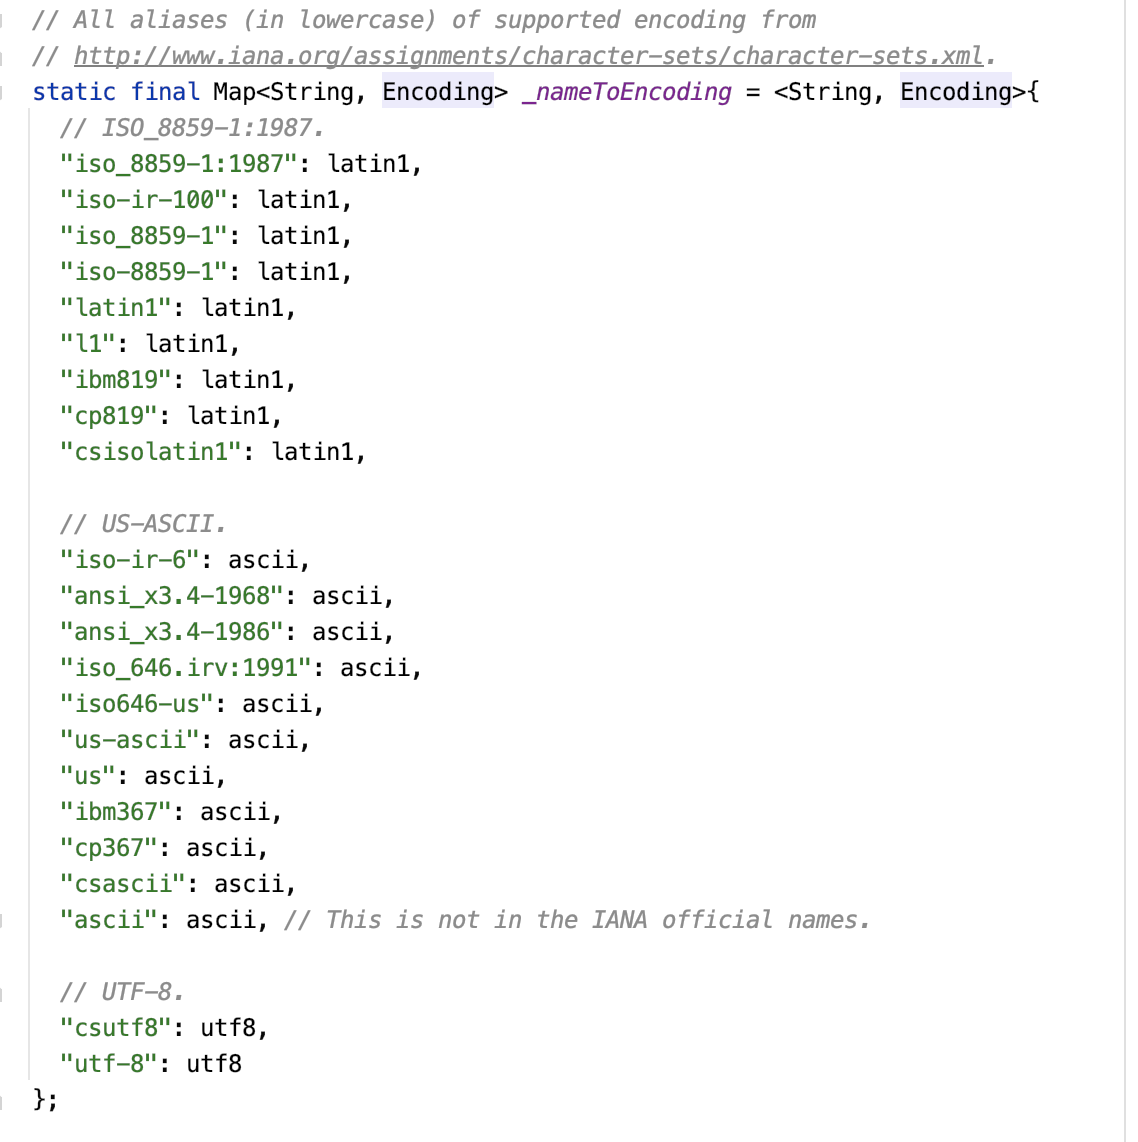 // All aliases (in lowercase) of supported encoding from
// http://www.iana.org/assignments/character-sets/character-sets.xml.
static final Map<String, Encoding> _nameToEncoding = <String, Encoding>{
// ISO_8859-1:1987.
"iso_8859-1:1987": latin1,
"iso-ir-100": latin1,
"iso_8859-1": latin1,
"iso-8859-1": latin1,
"latin1": latin1,
"l1": latin1,
"ibm819": latin1,
"cp819": latin1,
"csisolatin1": latin1,
// US-ASCII.
"iso-ir-6": ascii,
"ansi_x3.4-1968": ascii,
"ansi_x3.4-1986": ascii,
"iso_646.irv:1991": ascii,
"iso646-us": ascii,
"us-ascii": ascii,
"us": ascii,
"ibm367": ascii,
"cp367": ascii,
"csascii": ascii,
"ascii": ascii, // This is not in the IANA official names.
// UTF-8.
"csutf8": utf8,
"utf-8": utf8
};